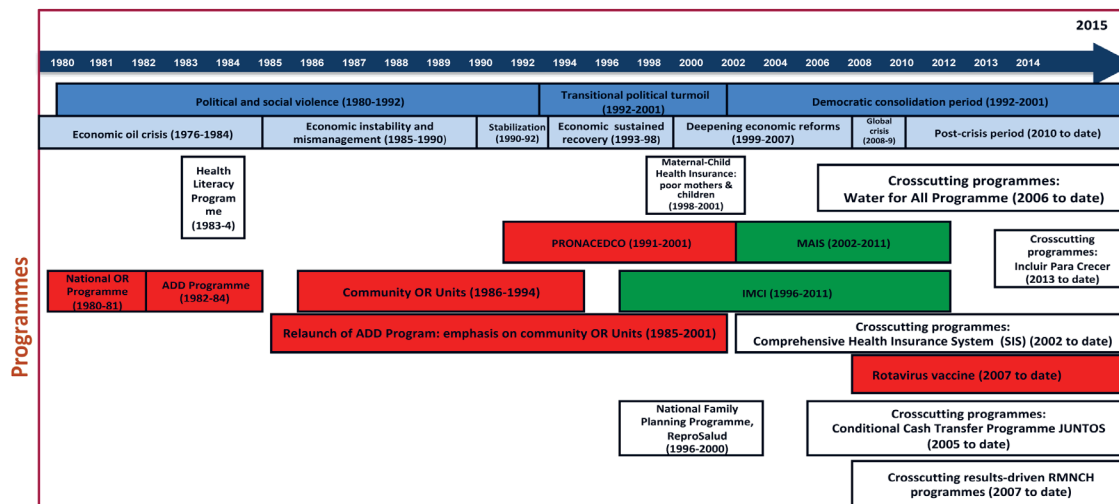 2015
1980 1981 1982 1983 1984 1985 1986 1987 1988 1989 1990 1992 1994 1996 1998 2000 2002 2004 2006 2008 2012 2013 2014
Political and social violence (1980-1992)
Transitional political turmoil
(1992-2001)
Democratic consolidation period (1992-2001)
Economic oil crisis (1976-1984)
Economic instability and
mismanagement (1985-1990)
Stabilization
(1990-92)
Economic sustained
recovery (1993-98)
Deepening economic reforms
(1999-2007)
Global
crisis
(2008-9)
Post-crisis period (2010 to date)
Programmes
Health
Literacy
Program
me
(1983-4)
Maternal-Child
Health Insurance:
poor mothers &
children
(1998-2001)
Crosscutting programmes:
Water for All Programme (2006 to date)
PRONACEDCO (1991-2001)
MAIS (2002-2011)
Crosscutting
programmes:
Incluir Para Crecer
(2013 to date)
National OR
Programme
(1980-81)
ADD Programme
(1982-84)
Community OR Units (1986-1994)
IMCI (1996-2011)
Relaunch of ADD Program: emphasis on community OR Units (1985-2001)
Crosscutting programmes:
Comprehensive Health Insurance System (SIS) (2002 to date)
Rotavirus vaccine (2007 to date)
National Family
Planning Programme,
ReproSalud
(1996-2000)
Crosscutting programmes:
Conditional Cash Transfer Programme JUNTOS
(2005 to date)
Crosscutting results-driven RMNCH
programmes (2007 to date)